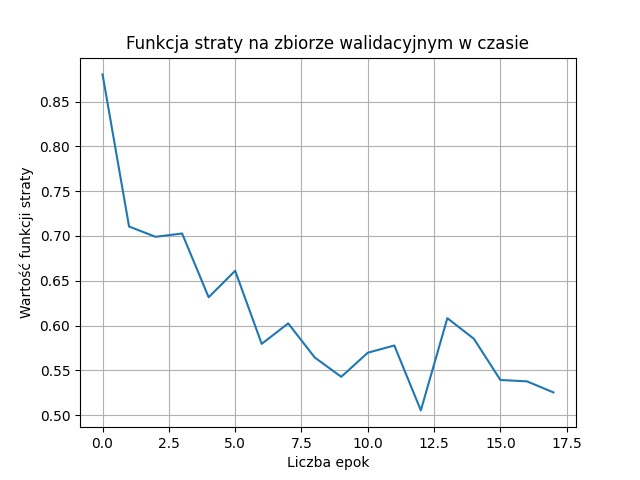 Funkcja straty na zbiorze walidacyjnym w czasie
Wartość funkcji straty
0.85
0.80
0.75
0.70
0.65
0.60
0.55
0.50
0.0 2.5 5.0 7.5 10.0 12.5 15.0 17.5
Liczba epok